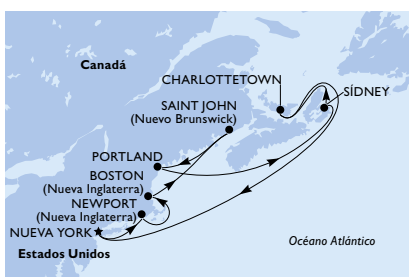 Canadá
CHARLOTTETOWN
SÍDNEY
SAINT JOHN
(Nuevo Brunswick)
PORTLAND
BOSTON
(Nueva Inglaterra)
NEWPORT
(Nueva Inglaterra)
NUEVA YORK
Estados Unidos
Océano Atlántico